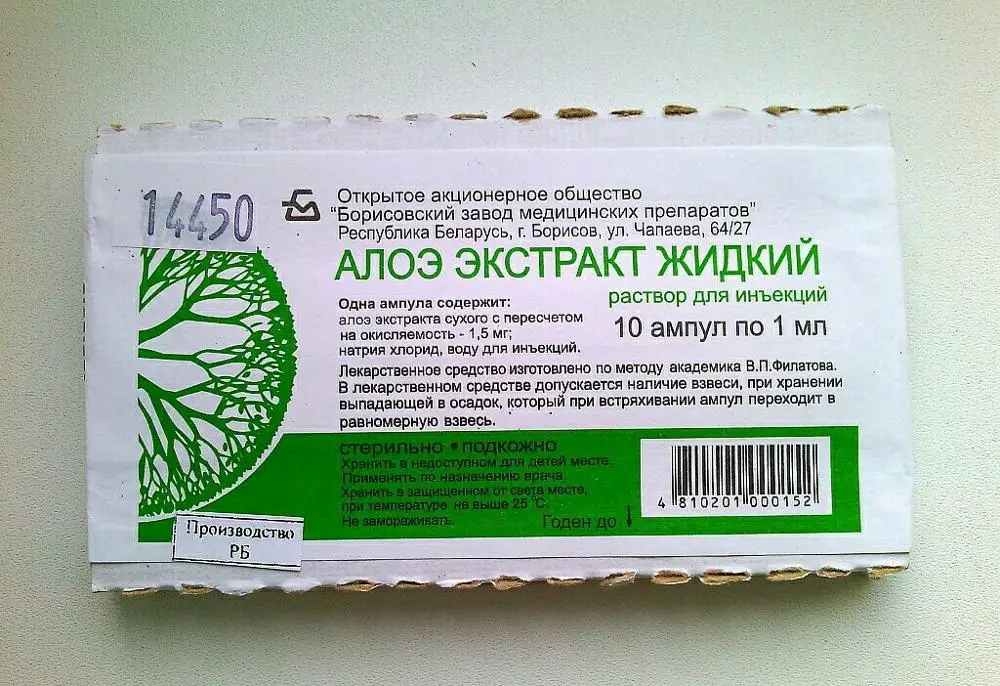 14450
Открытое акционерное общество
"Борисовский завод медицинских препаратов"
Республика Беларусь, г. Борисов, ул. Чапаева, 64/27
АЛОЭ ЭКСТРАКТ ЖИДКИЙ
раствор для инъекций
10 ампул по 1 мл
Одна ампула содержит:
алоэ экстракта сухого с пересчетом
на окисляемость - 1,5 мг;
натрия хлорид, воду для инъекций.
Лекарственное средство изготовлено по методу академика В.П.Филатова.
В лекарственном средстве допускается наличие взвеси, при хранении
выпадающей в осадок, который при встряхивании ампул переходит в
равномерную взвесь.
стерильно • подкожно
Хранить в недоступном для детей месте.
Применять по назначению врача.
Хранить в защищенном от света месте,
при температуре не выше 25 °С.
Не замораживать.
Годен до
4 810201 000152
Производство
РБ